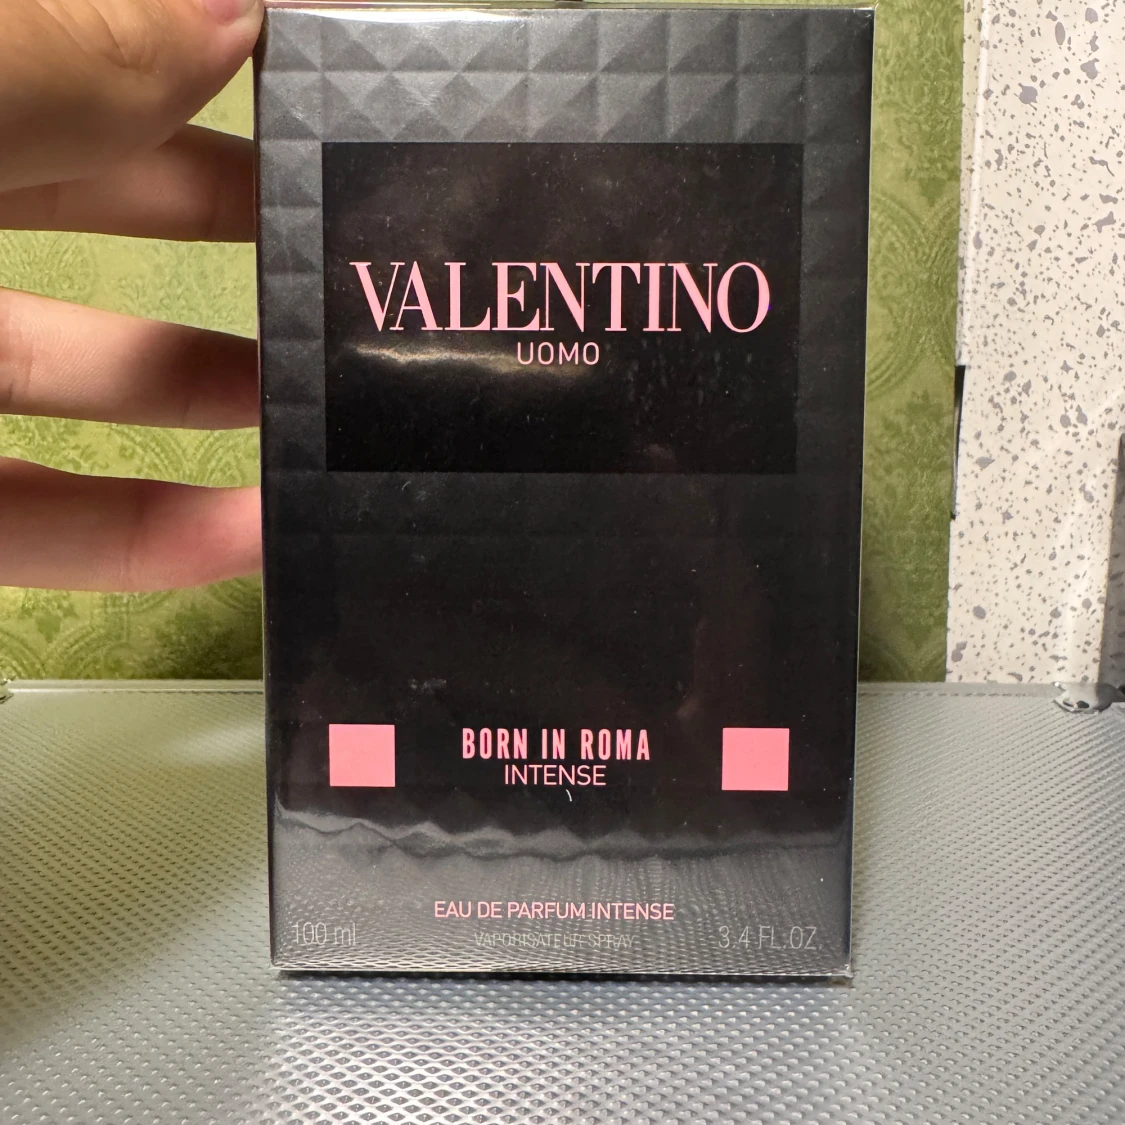 VALENTINO
UOMO
BORN IN ROMA
INTENSE
EAU DE PARFUM INTENSE
100 ml VAPORISATEUR SPRAY 3.4 FL.OZ.